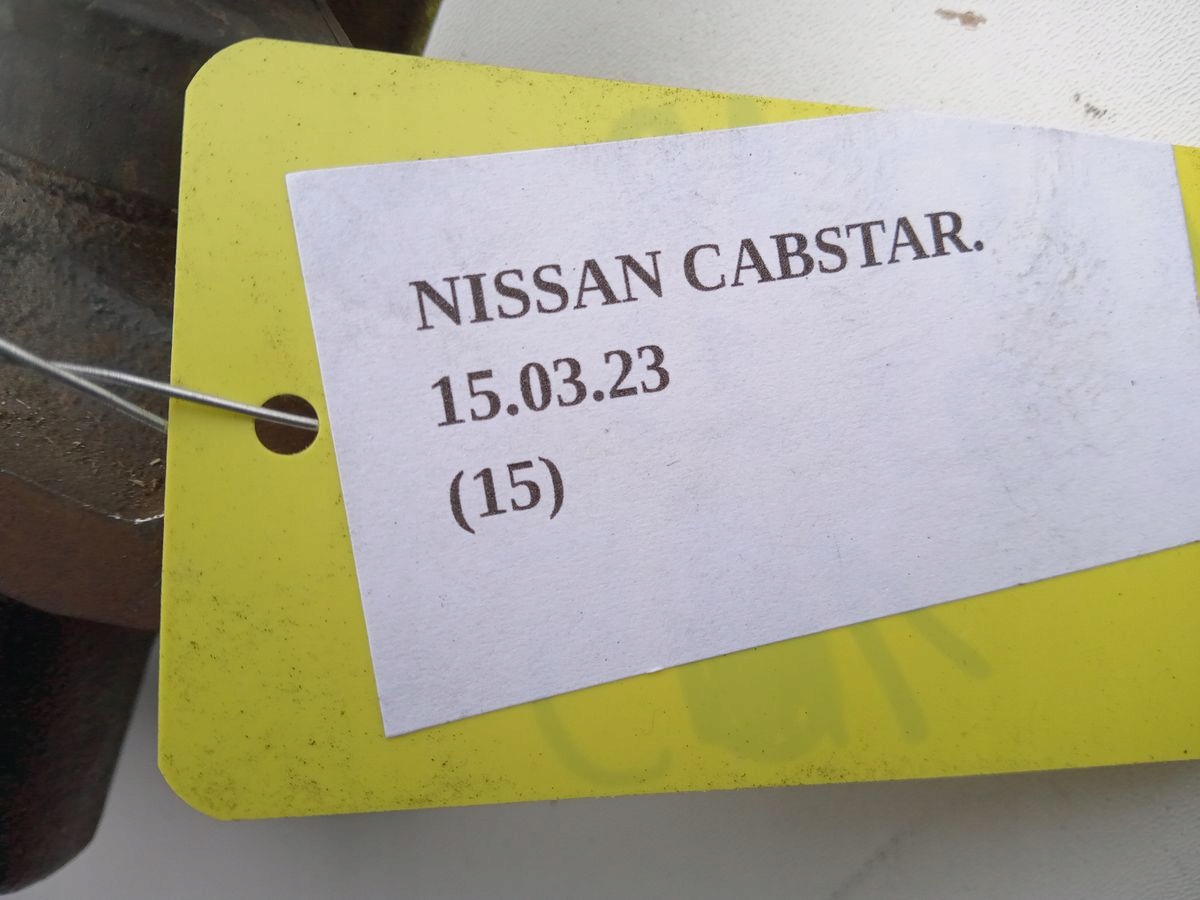 NISSAN CABSTAR.
15.03.23
(15)